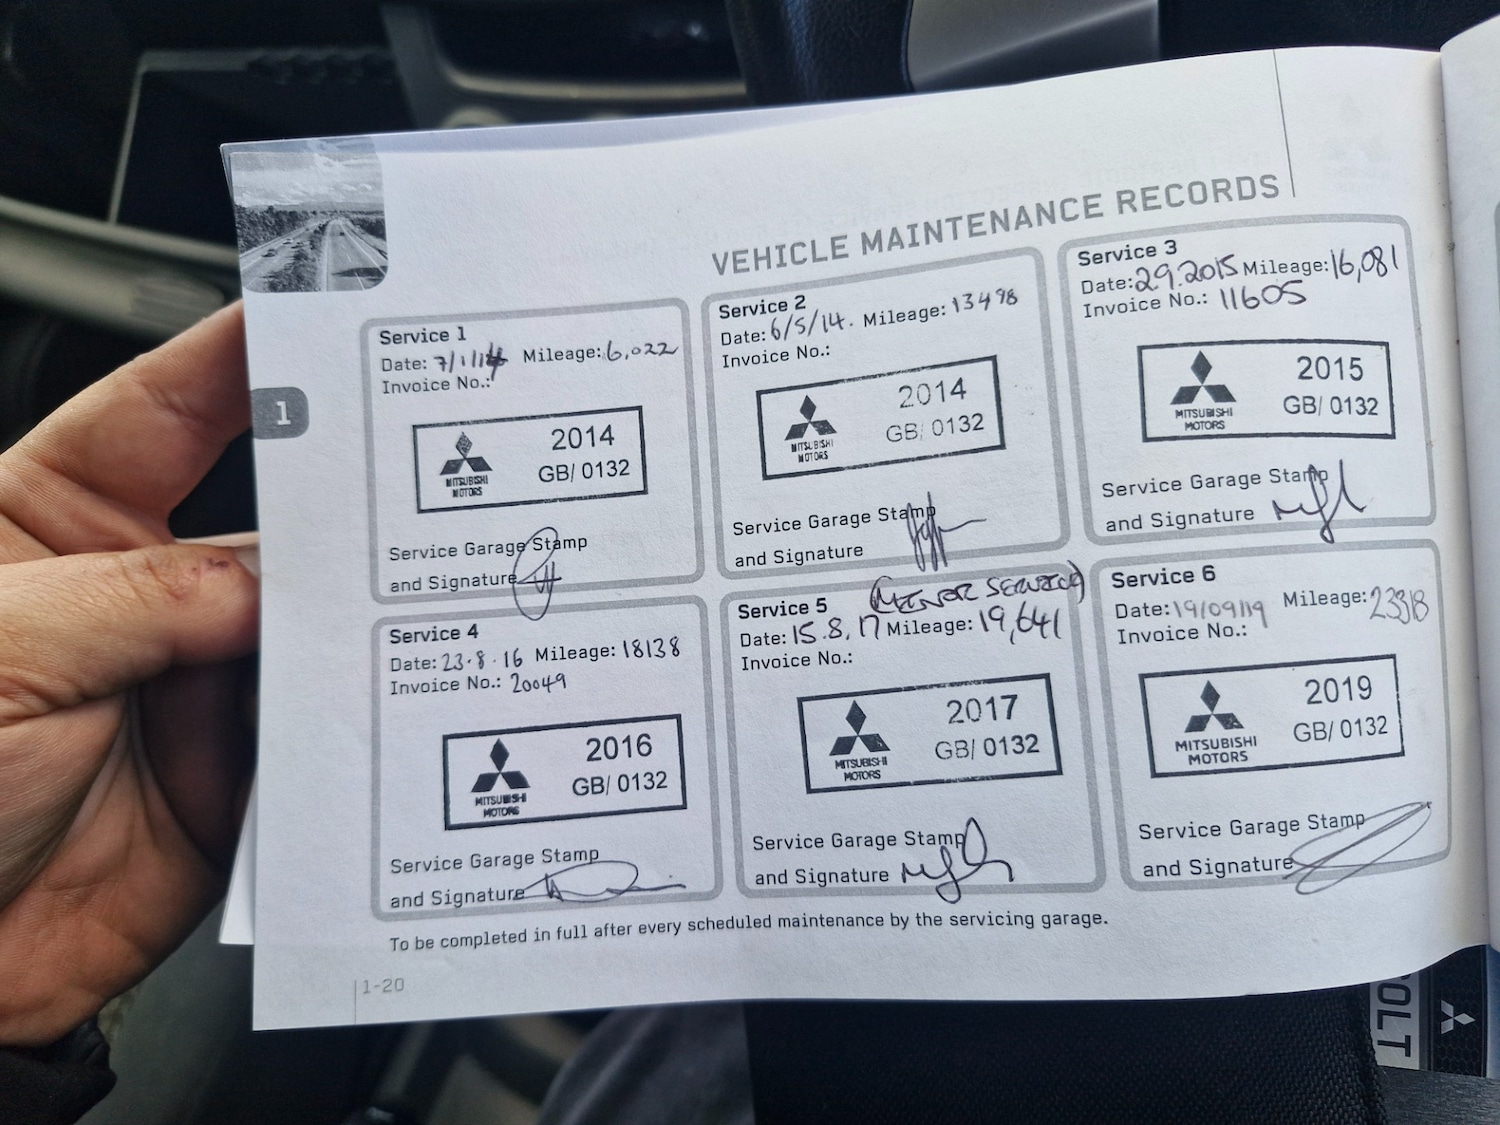 VEHICLE MAINTENANCE RECORDS
1
Service 1
Date: 7/1/14 Mileage: 6,022
Invoice No.:
MITSUBISHI
MOTORS
2014
GB/ 0132
Service Garage Stamp
and Signature
Service 2
Date: 6/5/14. Mileage: 13498
Invoice No.:
MITSUBISHI
MOTORS
2014
GB/ 0132
Service Garage Stamp
and Signature
Service 3
Date: 2.9.2015 Mileage: 16,081
Invoice No.: 11605
MITSUBISHI
MOTORS
2015
GB/ 0132
Service Garage Stamp
and Signature
Service 4
Date: 23.8.16 Mileage: 18138
Invoice No.: 20049
MITSUBISHI
MOTORS
2016
GB/ 0132
Service Garage Stamp
and Signature
(MINOR SERVICE)
Service 5
Date: 15.8.17 Mileage: 19,641
Invoice No.:
MITSUBISHI
MOTORS
2017
GB/ 0132
Service Garage Stamp
and Signature
Service 6
Date: 19/09/19 Mileage:
Invoice No.:
MITSUBISHI
MOTORS
2019
GB/ 0132
Service Garage Stamp
and Signature
To be completed in full after every scheduled maintenance by the servicing garage.
1-20
OLT